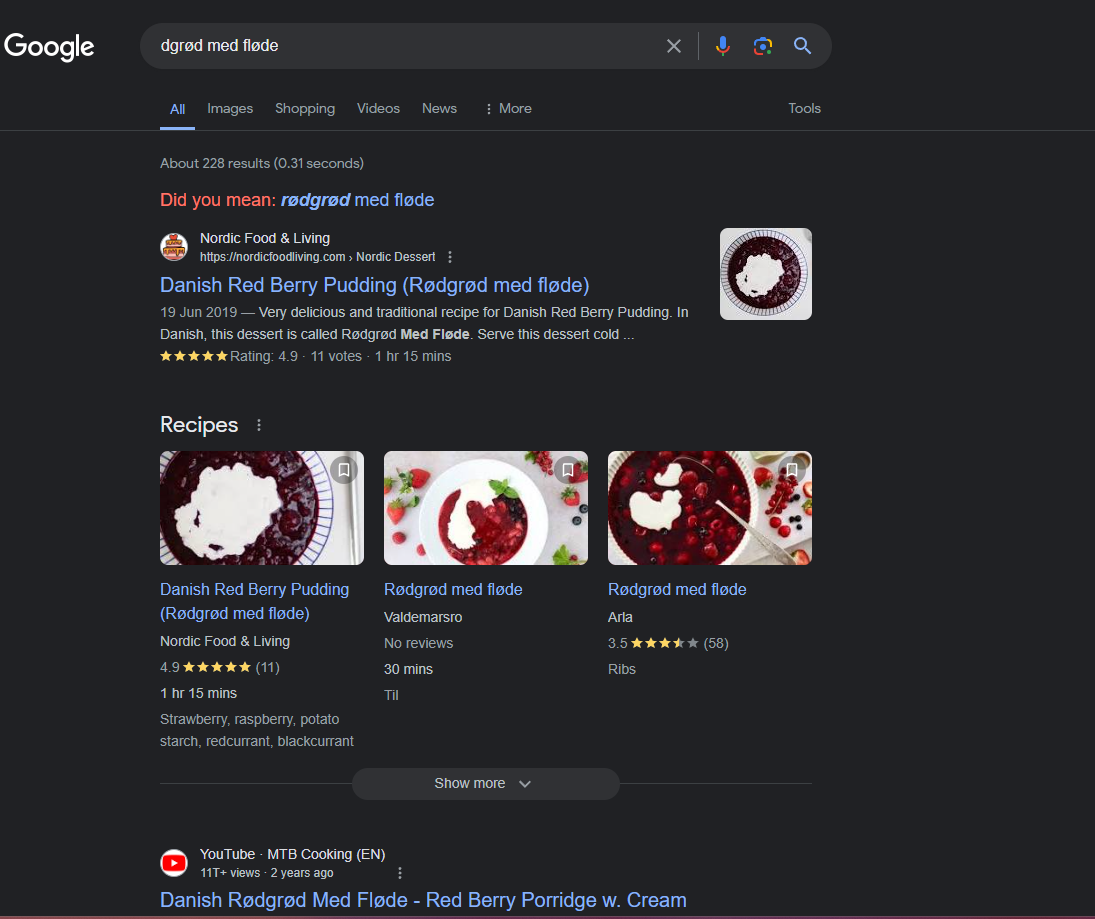 Google
dgrød med fløde
All Images Shopping Videos News More Tools
About 228 results (0.31 seconds)
Did you mean: rødgrød med fløde
Nordic Food & Living
https://nordicfoodliving.com › Nordic Dessert
Danish Red Berry Pudding (Rødgrød med fløde)
19 Jun 2019 — Very delicious and traditional recipe for Danish Red Berry Pudding. In
Danish, this dessert is called Rødgrød Med Fløde. Serve this dessert cold ...
Rating: 4.9 · 11 votes · 1 hr 15 mins
Recipes
Danish Red Berry Pudding
(Rødgrød med fløde)
Nordic Food & Living
4.9 (11)
1 hr 15 mins
Strawberry, raspberry, potato
starch, redcurrant, blackcurrant
Rødgrød med fløde
Valdemarsro
No reviews
30 mins
Til
Rødgrød med fløde
Arla
3.5 (58)
Ribs
Show more
YouTube · MTB Cooking (EN)
11T+ views · 2 years ago
Danish Rødgrød Med Fløde - Red Berry Porridge w. Cream